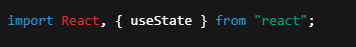 import React, { useState } from "react";